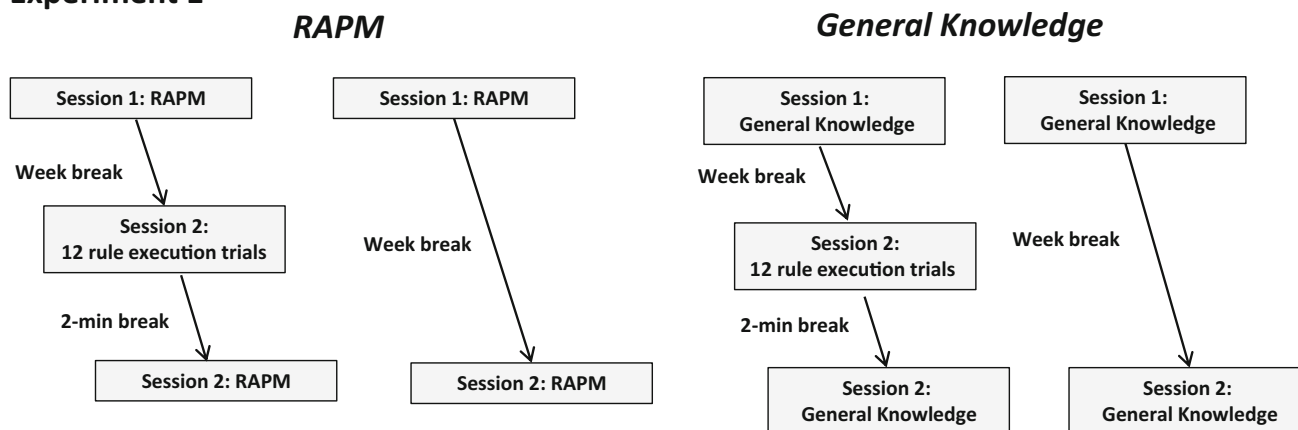 RAPM
General Knowledge
Session 1: RAPM
Session 1: RAPM
Session 1:
General Knowledge
Session 1:
General Knowledge
Week break
Week break
Session 2:
12 rule execution trials
Week break
Week break
Session 2:
12 rule execution trials
2-min break
2-min break
Session 2: RAPM
Session 2: RAPM
Session 2:
General Knowledge
Session 2:
General Knowledge